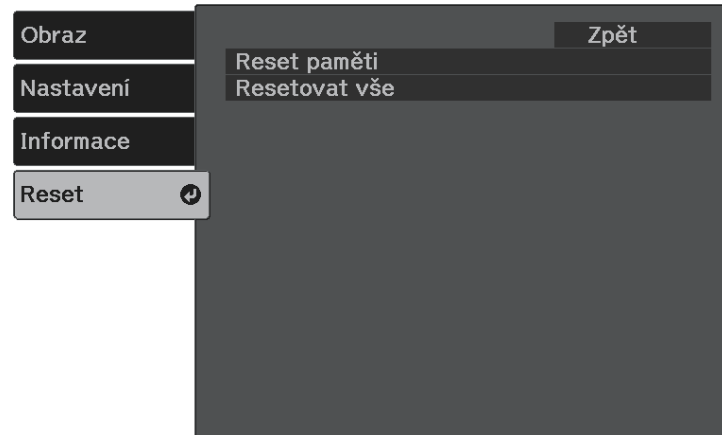 Obraz
Nastavení
Informace
Reset
Zpět
Reset paměti
Resetovat vše